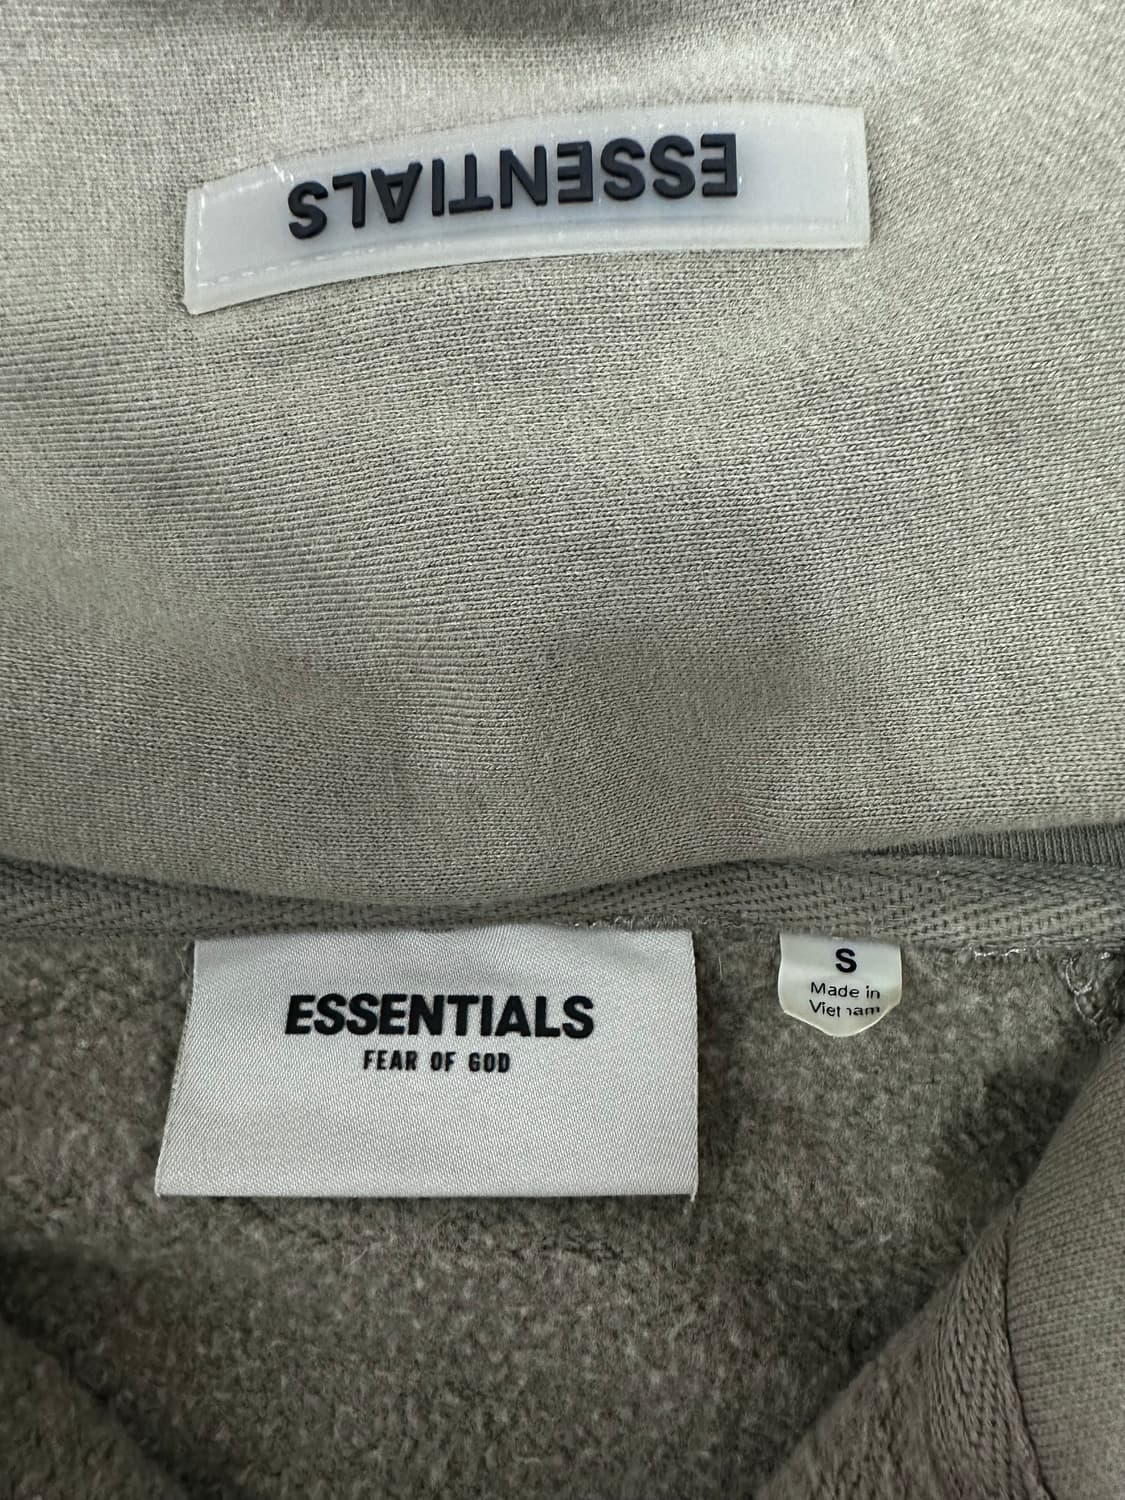 ESSENTIALS
ESSENTIALS
FEAR OF GOD
S
Made in
Vietnam